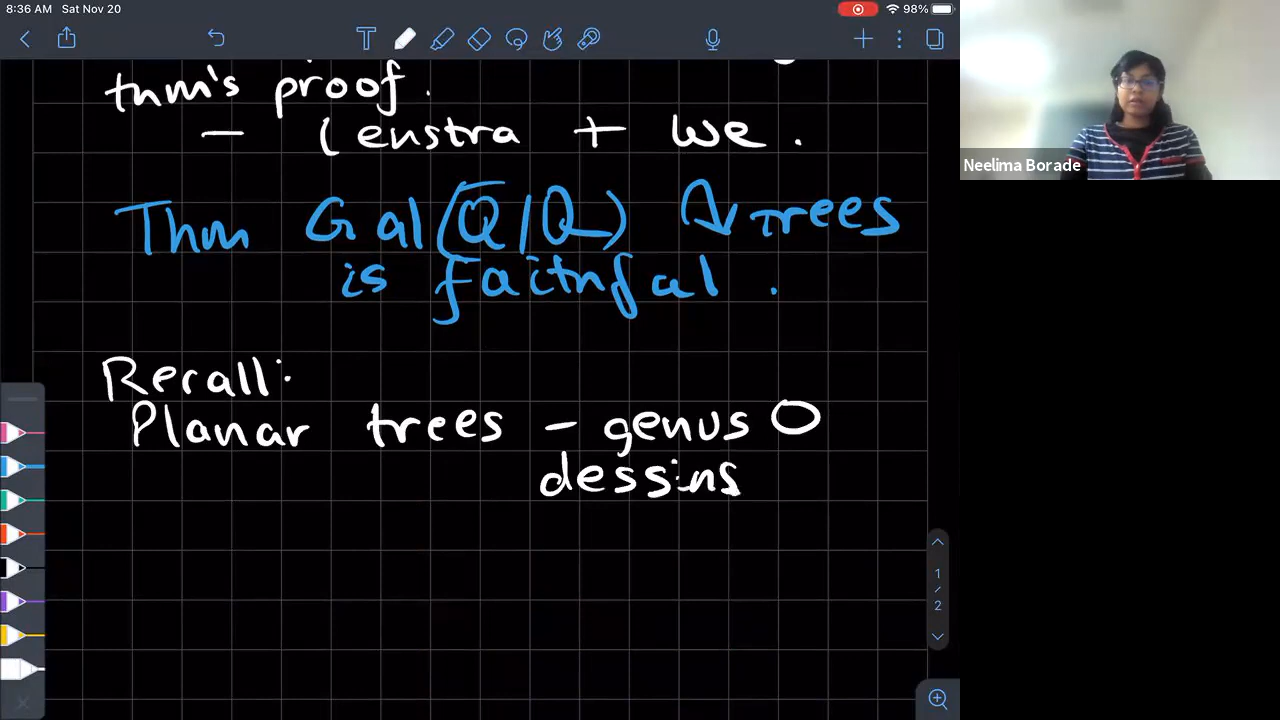 8:36 AM Sat Nov 20
98%
Neelima Borade
thm's proof.
- Lenstra + we.
Thm Gal(Q̅/Q) ↷ trees
is faithful.
Recall:
Planar trees - genus 0
dessins
1
/
2